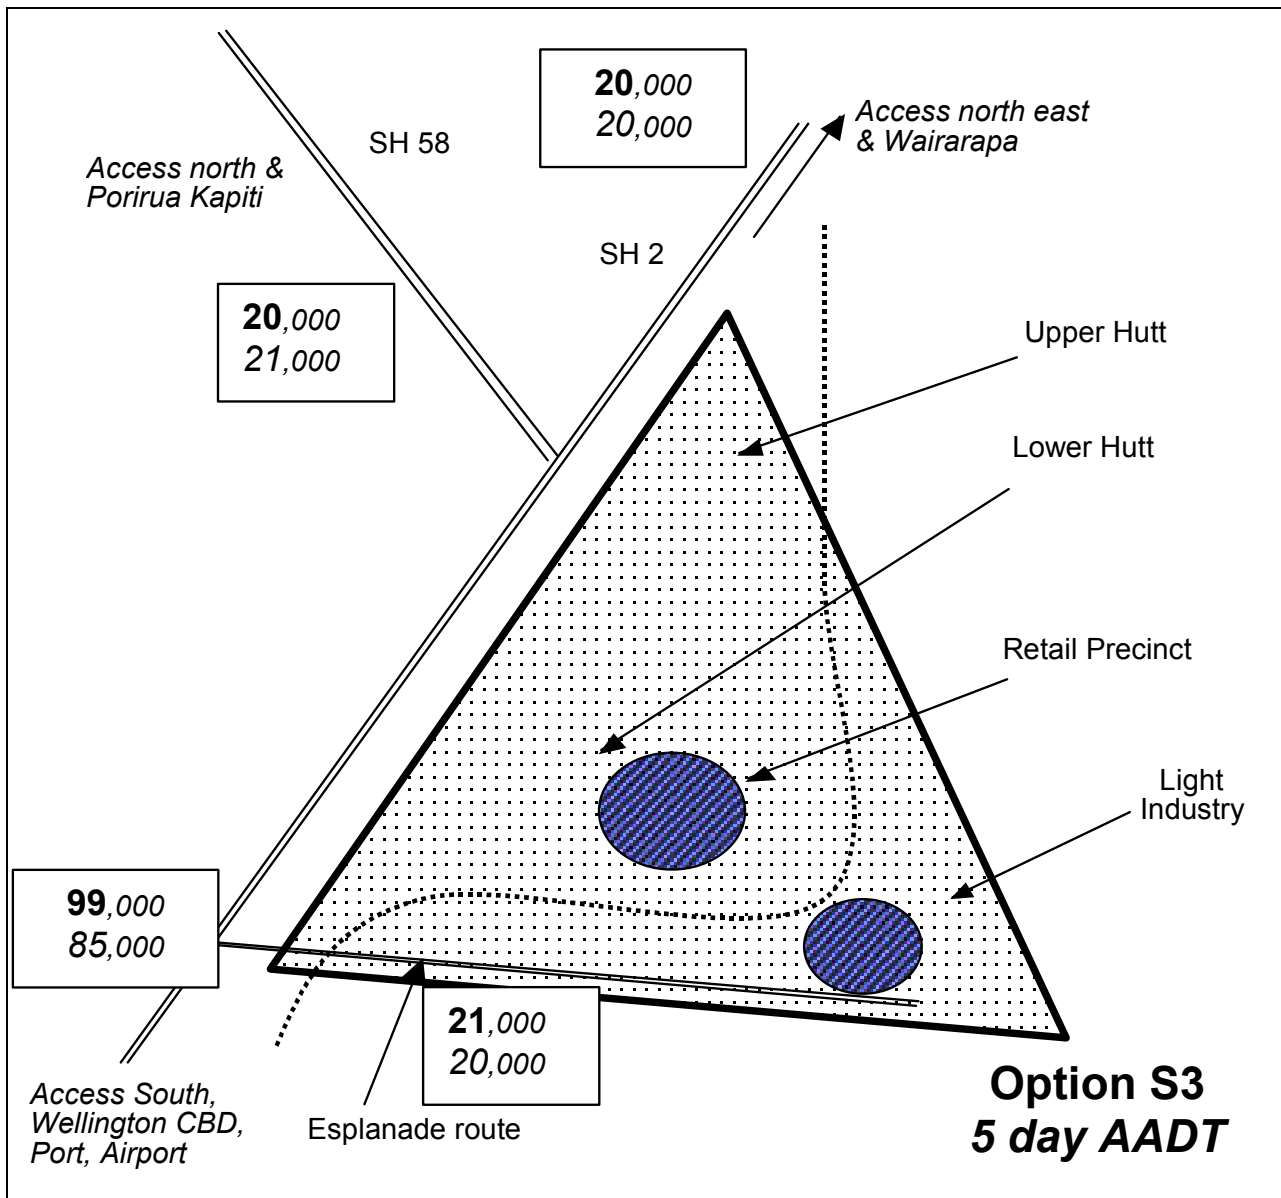 20,000
20,000
Access north east
& Wairarapa
SH 58
Access north &
Porirua Kapiti
SH 2
20,000
21,000
Upper Hutt
Lower Hutt
Retail Precinct
Light
Industry
99,000
85,000
21,000
20,000
Access South,
Wellington CBD,
Port, Airport
Esplanade route
Option S3
5 day AADT